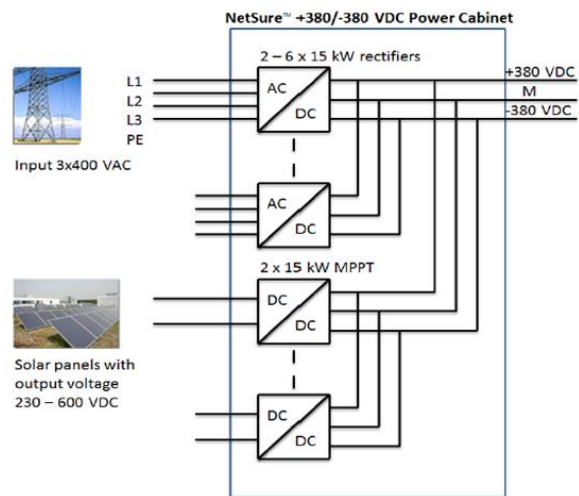 NetSure™ +380/-380 VDC Power Cabinet
2 – 6 x 15 kW rectifiers
L1
L2
L3
PE
Input 3x400 VAC
AC
DC
+380 VDC
M
-380 VDC
AC
DC
2 x 15 kW MPPT
DC
DC
Solar panels with
output voltage
230 – 600 VDC
DC
DC